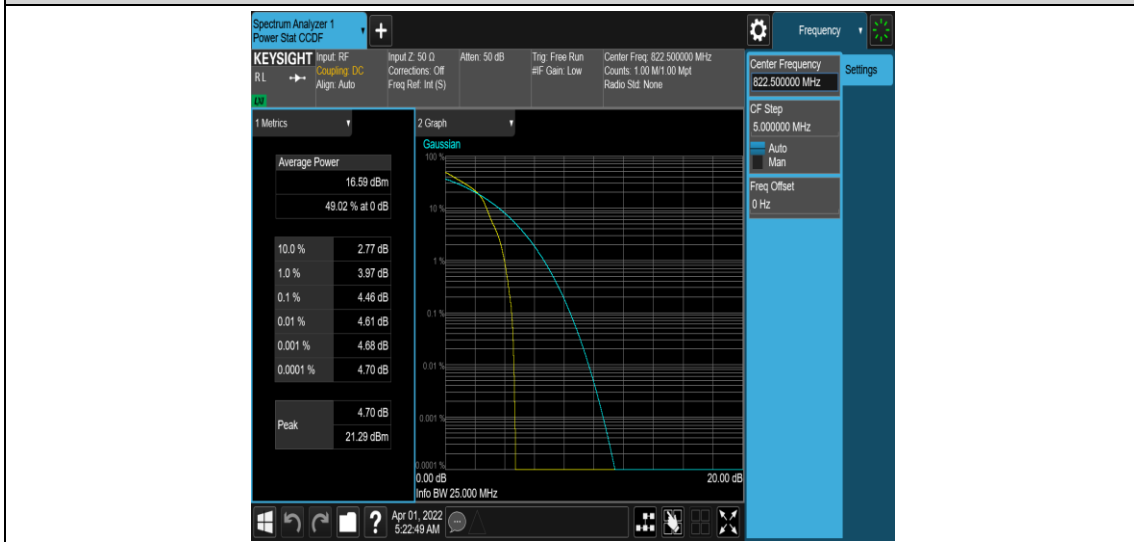 Spectrum Analyzer 1
Power Stat CCDF
+
Frequency
KEYSIGHT
RL
LXI
Input: RF
Coupling: DC
Align: Auto
Input Z: 50 Ω
Corrections: Off
Freq Ref: Int (S)
Atten: 50 dB
Trig: Free Run
#IF Gain: Low
Center Freq: 822.500000 MHz
Counts: 1.00 M/1.00 Mpt
Radio Std: None
Center Frequency
822.500000 MHz
Settings
CF Step
5.000000 MHz
Auto
Man
Freq Offset
0 Hz
1 Metrics
Average Power
16.59 dBm
49.02 % at 0 dB
10.0 % 2.77 dB
1.0 % 3.97 dB
0.1 % 4.46 dB
0.01 % 4.61 dB
0.001 % 4.68 dB
0.0001 % 4.70 dB
Peak 4.70 dB
21.29 dBm
2 Graph
Gaussian
100 %
10 %
1 %
0.1 %
0.01 %
0.001 %
0.0001 %
0.00 dB 20.00 dB
Info BW 25.000 MHz
?
Apr 01, 2022
5:22:49 AM